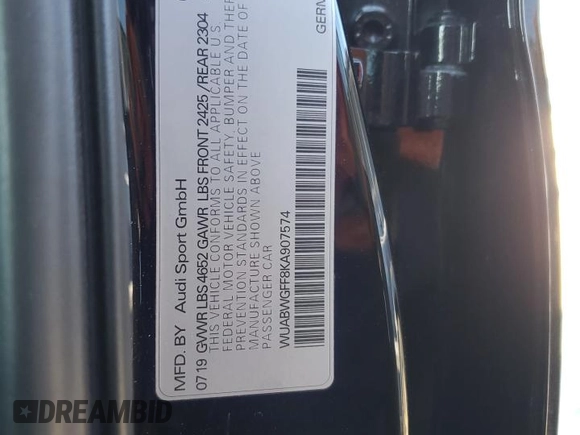 MFD. BY Audi Sport GmbH
0719 GWWR LBS 4652 GAWR LBS FRONT 2425 /REAR 2304
THIS VEHICLE CONFORMS TO ALL APPLICABLE U.S
FEDERAL MOTOR VEHICLE SAFETY, BUMPER AND THEF
PREVENTION STANDARDS IN EFFECT ON THE DATE OF
MANUFACTURE SHOWN ABOVE
PASSENGER CAR
WUABWGFF8KA907574
GERM
DREAMBID